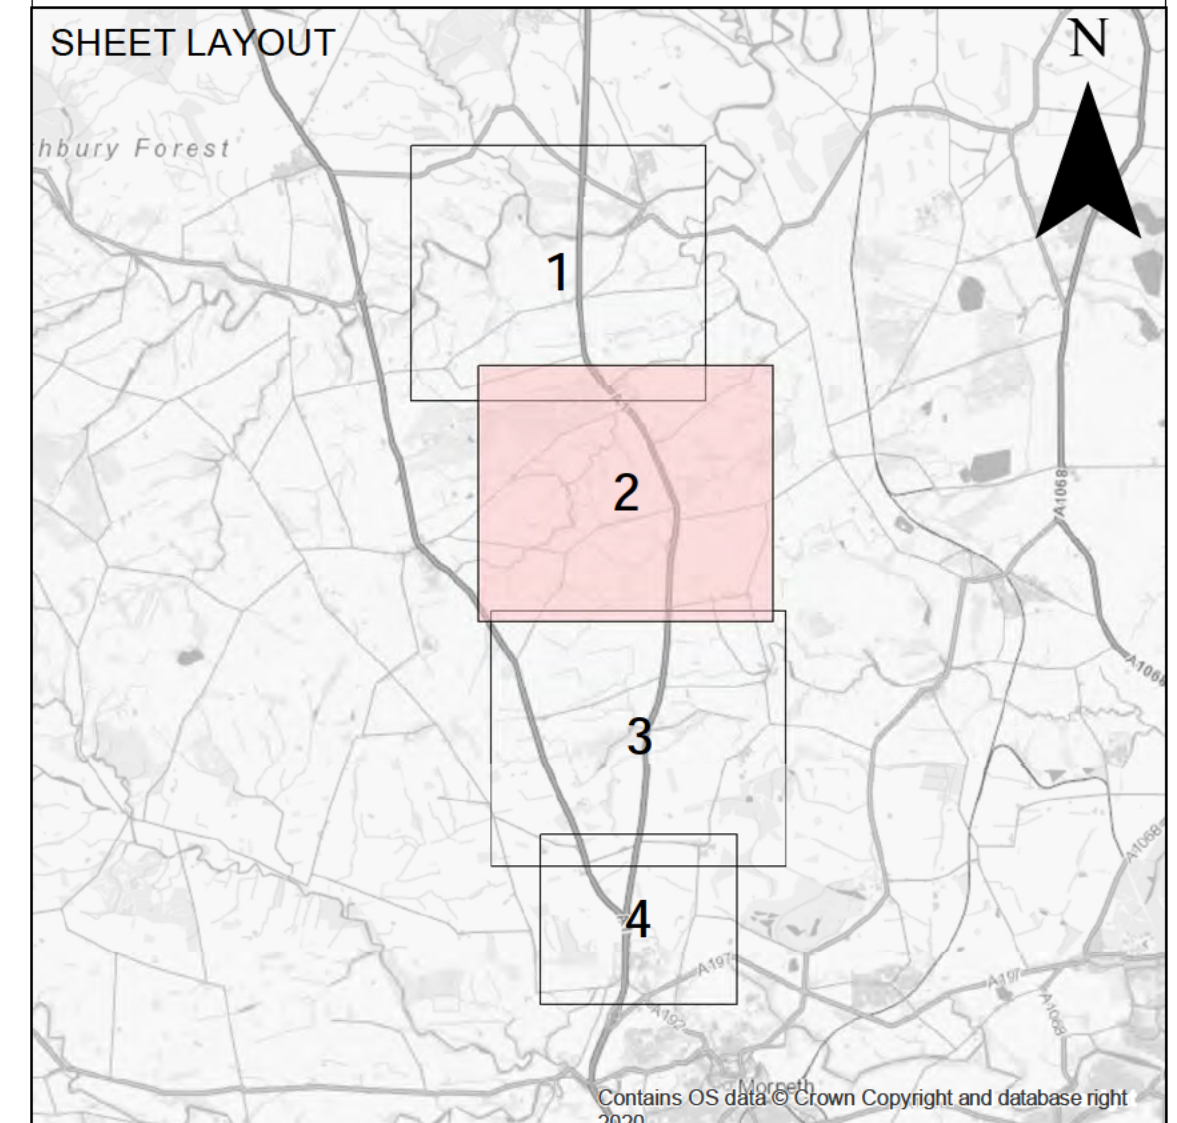 SHEET LAYOUT
N
hbury Forest
1
A1
2
A1068
A1068
3
A1068
4
A197
A197
A192
A1068
Morpeth
Contains OS data © Crown Copyright and database right
2020